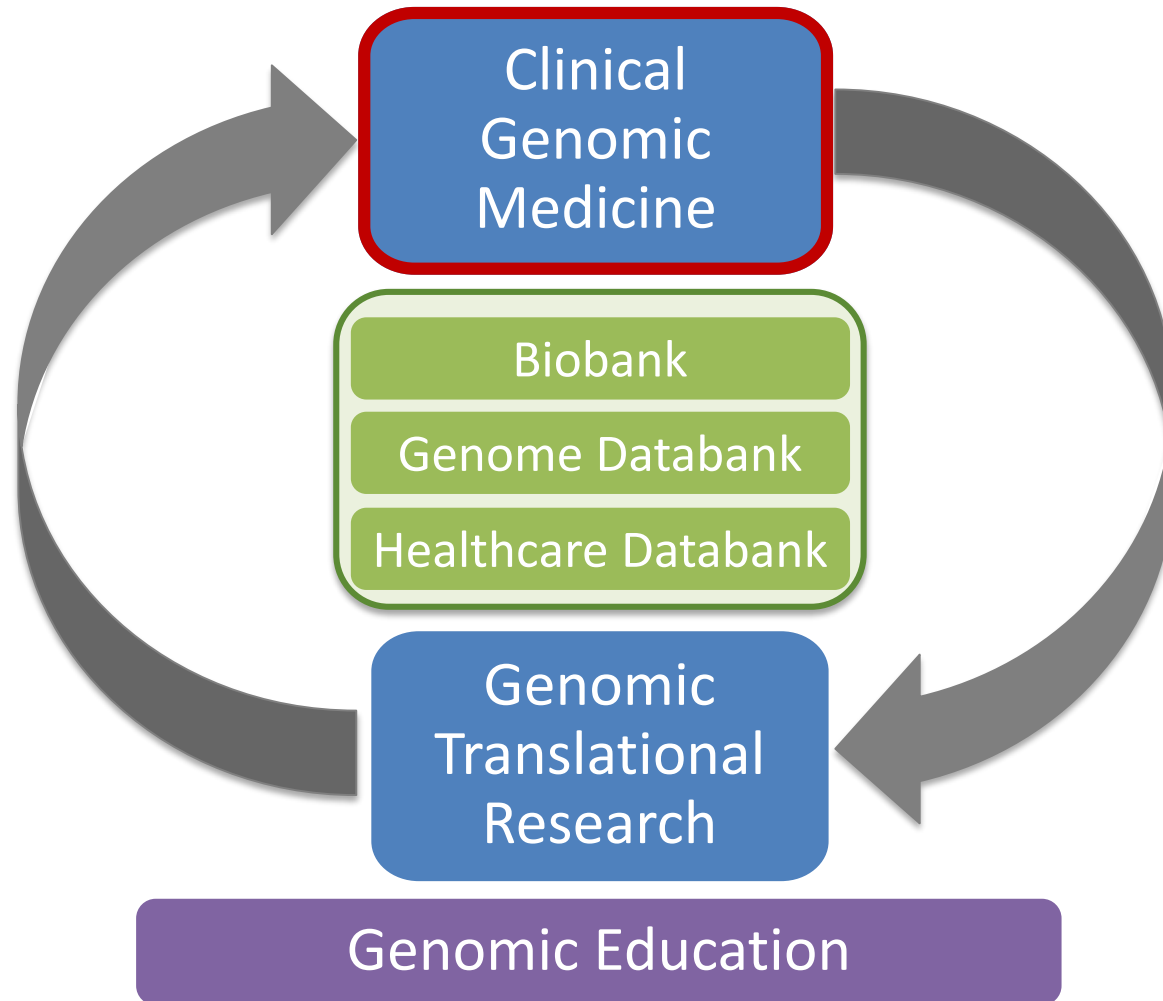 Clinical
Genomic
Medicine
Biobank
Genome Databank
Healthcare Databank
Genomic
Translational
Research
Genomic Education